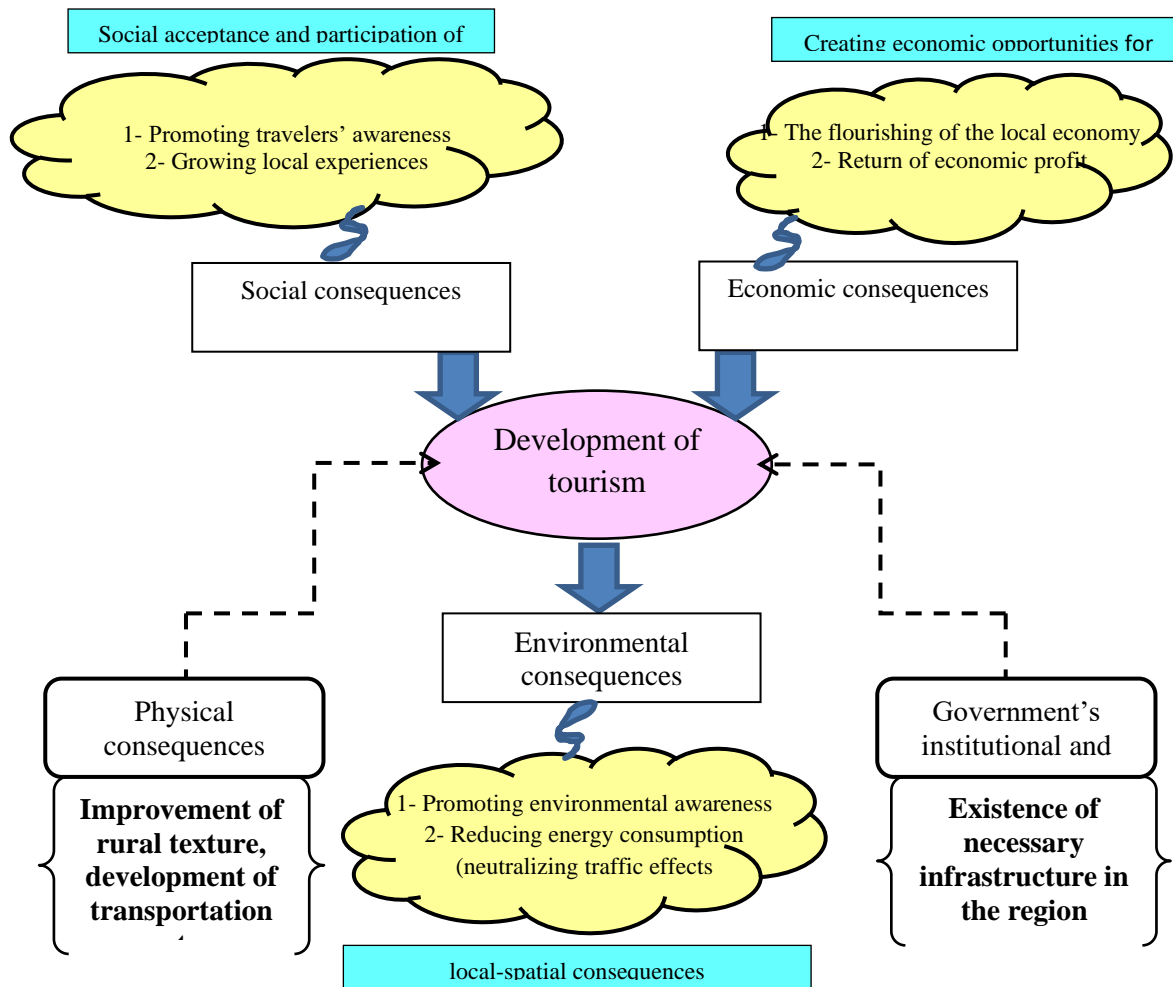 Social acceptance and participation of
Creating economic opportunities for
1- Promoting travelers’ awareness
2- Growing local experiences
1- The flourishing of the local economy
2- Return of economic profit
Social consequences
Economic consequences
Development of
tourism
Environmental
consequences
Physical
consequences
Government’s
institutional and
Improvement of
rural texture,
development of
transportation
1- Promoting environmental awareness
2- Reducing energy consumption
(neutralizing traffic effects
Existence of
necessary
infrastructure in
the region
local-spatial consequences